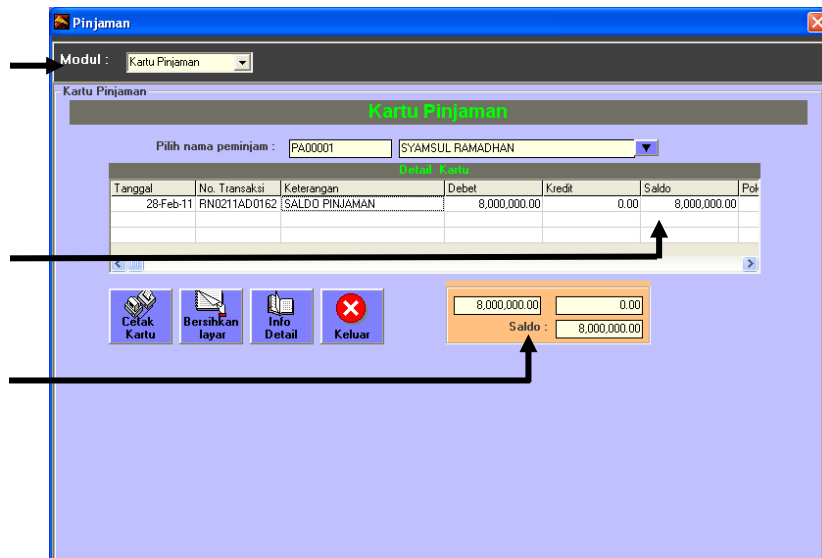 Pinjaman
Modul : Kartu Pinjaman
Kartu Pinjaman
Kartu Pinjaman
Pilih nama peminjam : PA00001 SYAMSUL RAMADHAN
Detail Kartu
Tanggal No. Transaksi Keterangan Debet Kredit Saldo Pok
28-Feb-11 RN0211AD0162 SALDO PINJAMAN 8,000,000.00 0.00 8,000,000.00
8,000,000.00 0.00
Saldo : 8,000,000.00
Cetak Kartu
Bersihkan layar
Info Detail
Keluar